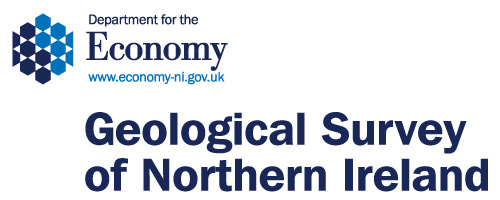 Department for the
Economy
www.economy-ni.gov.uk
Geological Survey
of Northern Ireland